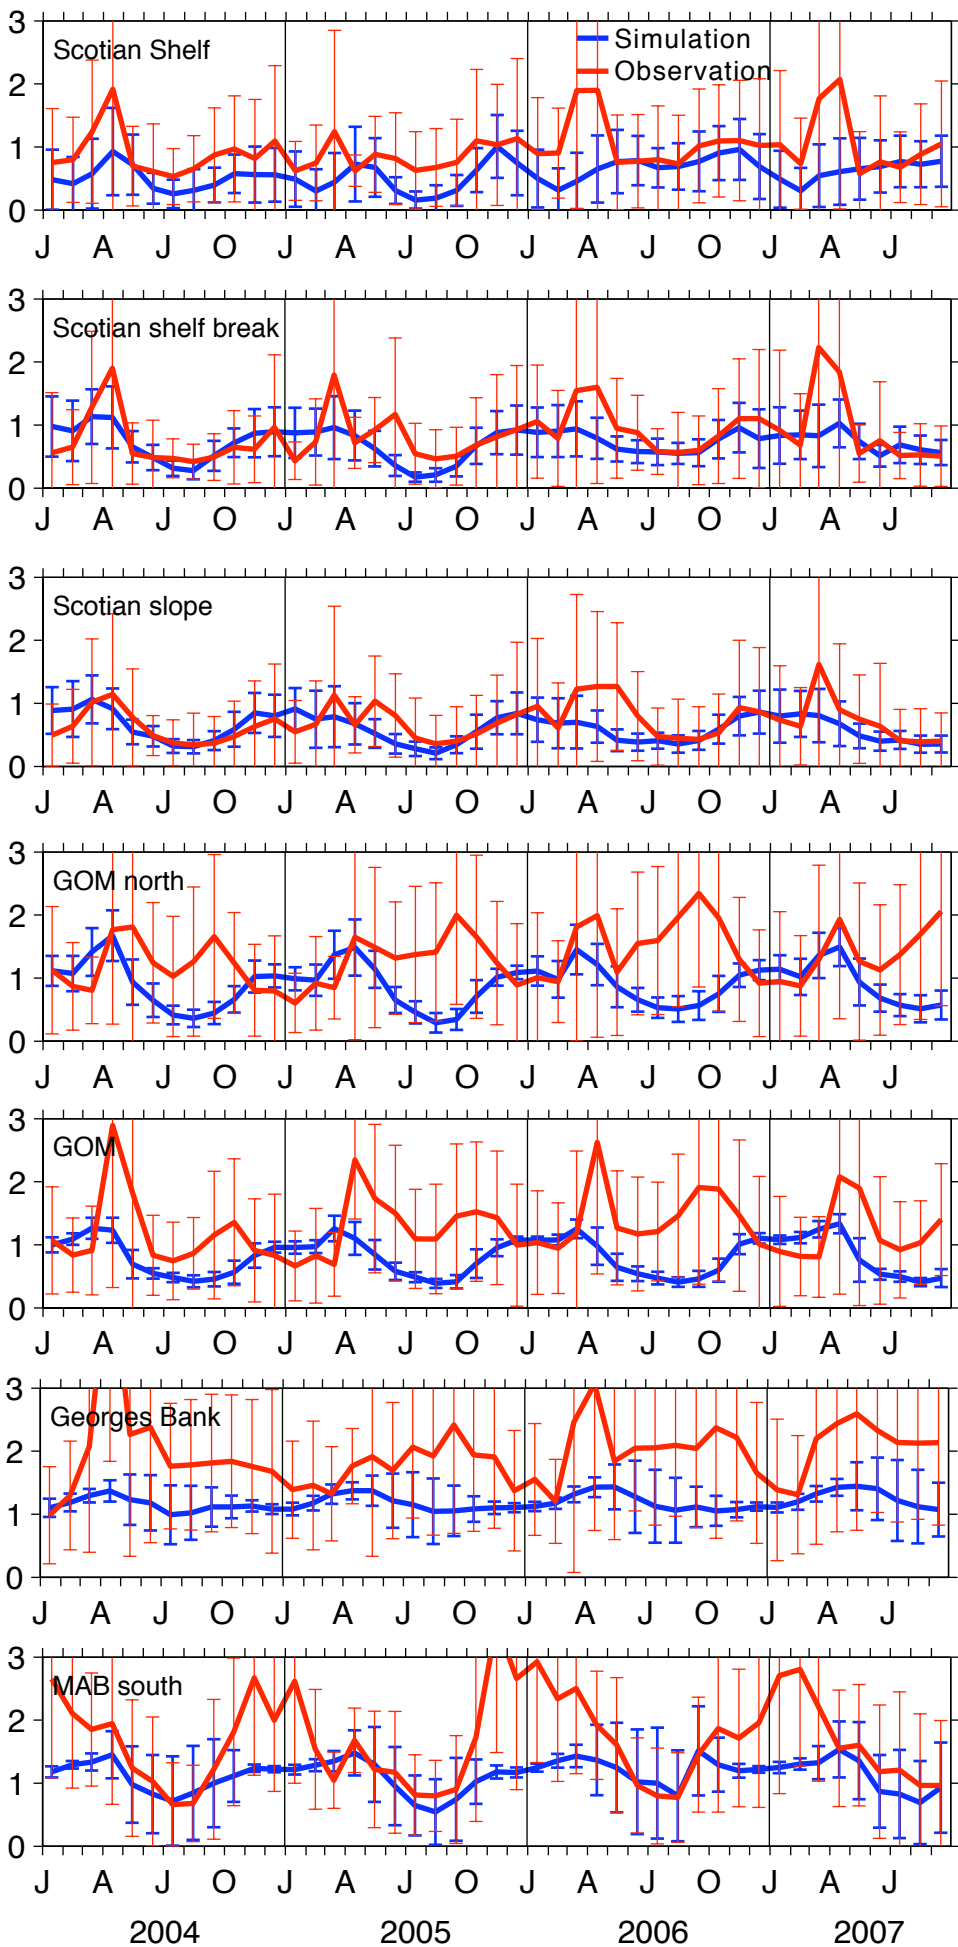 3
Scotian Shelf
Simulation
Observation
2
1
0
J A J O J A J O J A J O J A J
3
Scotian shelf break
2
1
0
J A J O J A J O J A J O J A J
3
Scotian slope
2
1
0
J A J O J A J O J A J O J A J
3
GOM north
2
1
0
J A J O J A J O J A J O J A J
3
GOM
2
1
0
J A J O J A J O J A J O J A J
3
Georges Bank
2
1
0
J A J O J A J O J A J O J A J
3
MAB south
2
1
0
J A J O J A J O J A J O J A J
2004 2005 2006 2007